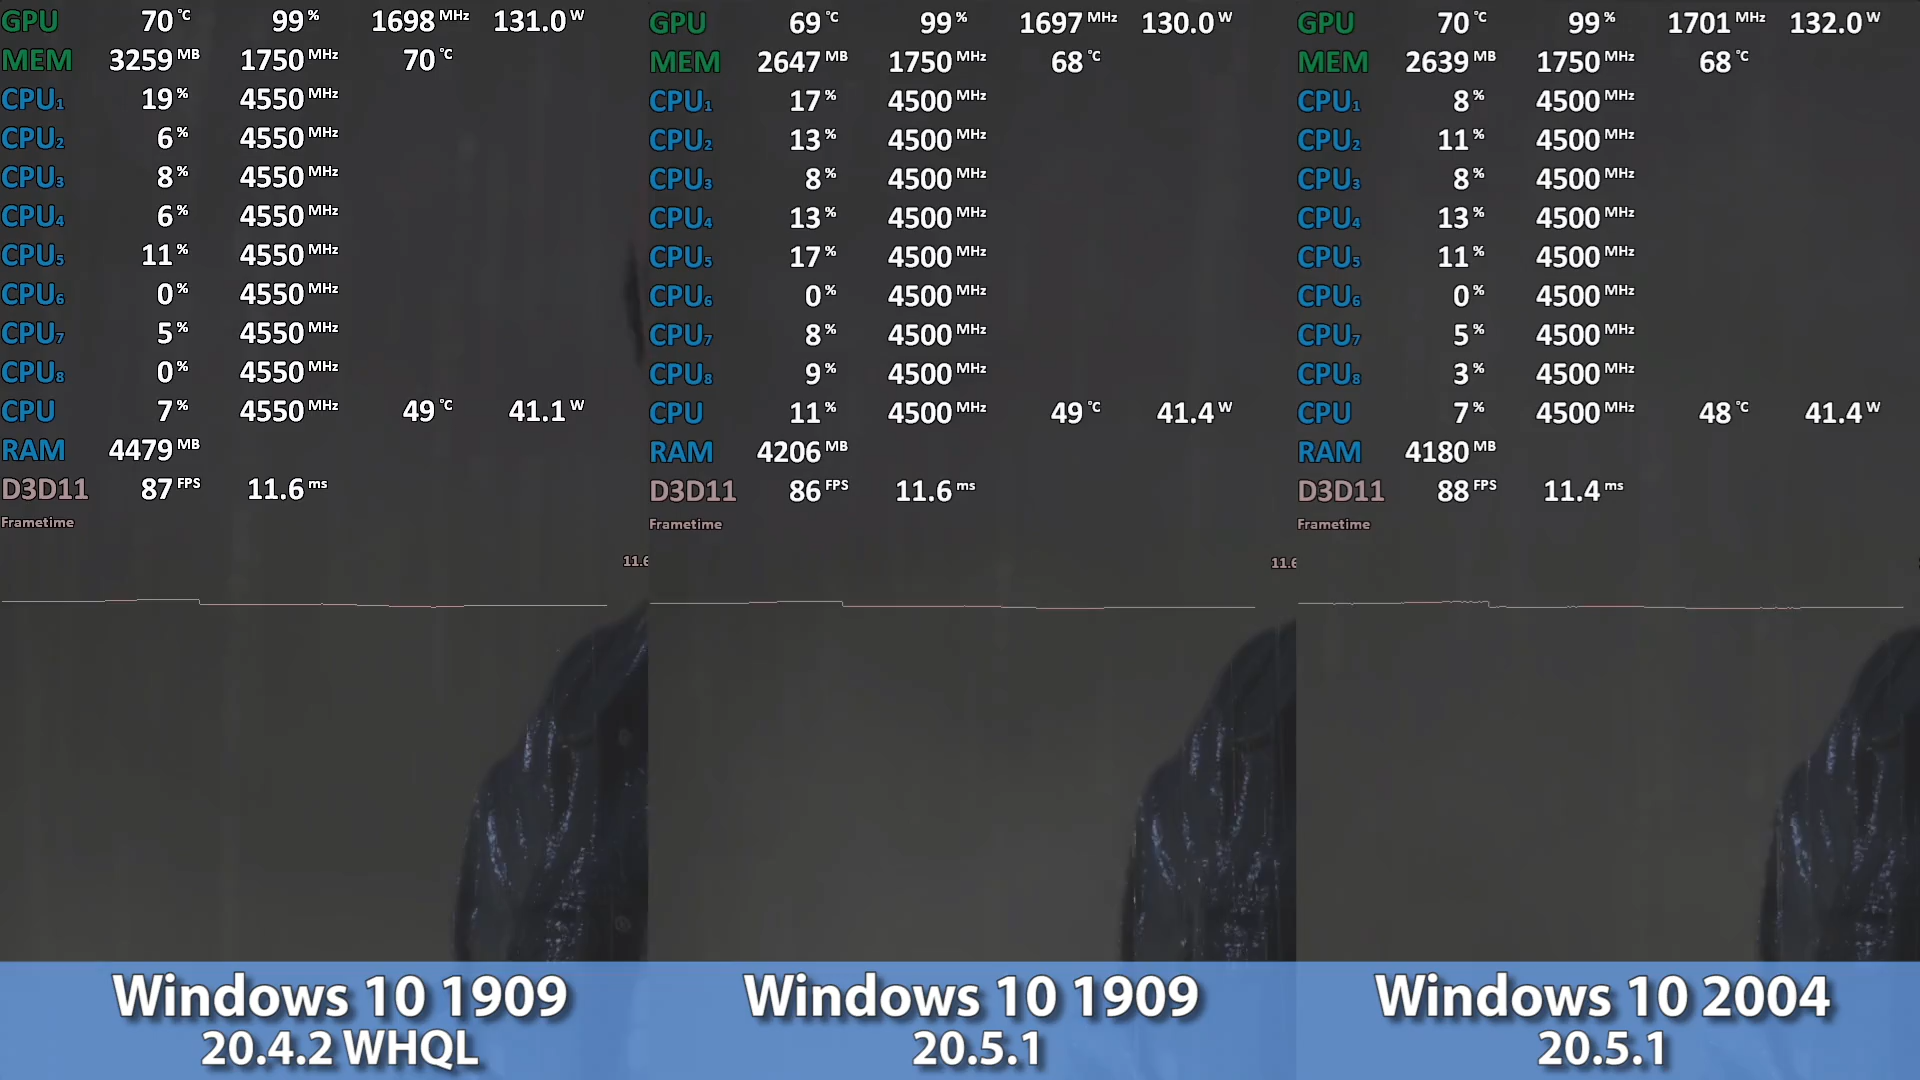 GPU 70 °C 99 % 1698 MHz 131.0 W
MEM 3259 MB 1750 MHz 70 °C
CPU1 19 % 4550 MHz
CPU2 6 % 4550 MHz
CPU3 8 % 4550 MHz
CPU4 6 % 4550 MHz
CPU5 11 % 4550 MHz
CPU6 0 % 4550 MHz
CPU7 5 % 4550 MHz
CPU8 0 % 4550 MHz
CPU 7 % 4550 MHz 49 °C 41.1 W
RAM 4479 MB
D3D11 87 FPS 11.6 ms
Frametime
11.6
Windows 10 1909
20.4.2 WHQL
GPU 69 °C 99 % 1697 MHz 130.0 W
MEM 2647 MB 1750 MHz 68 °C
CPU1 17 % 4500 MHz
CPU2 13 % 4500 MHz
CPU3 8 % 4500 MHz
CPU4 13 % 4500 MHz
CPU5 17 % 4500 MHz
CPU6 0 % 4500 MHz
CPU7 8 % 4500 MHz
CPU8 9 % 4500 MHz
CPU 11 % 4500 MHz 49 °C 41.4 W
RAM 4206 MB
D3D11 86 FPS 11.6 ms
Frametime
11.6
Windows 10 1909
20.5.1
GPU 70 °C 99 % 1701 MHz 132.0 W
MEM 2639 MB 1750 MHz 68 °C
CPU1 8 % 4500 MHz
CPU2 11 % 4500 MHz
CPU3 8 % 4500 MHz
CPU4 13 % 4500 MHz
CPU5 11 % 4500 MHz
CPU6 0 % 4500 MHz
CPU7 5 % 4500 MHz
CPU8 3 % 4500 MHz
CPU 7 % 4500 MHz 48 °C 41.4 W
RAM 4180 MB
D3D11 88 FPS 11.4 ms
Frametime
Windows 10 2004
20.5.1